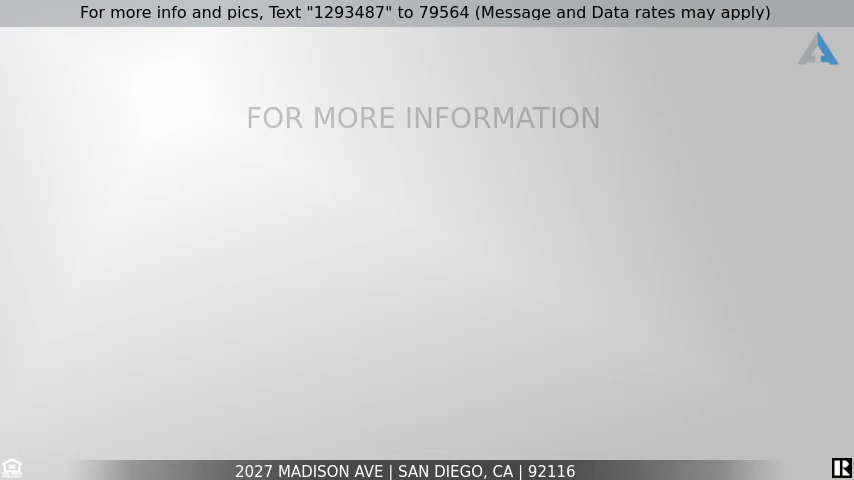 For more info and pics, Text "1293487" to 79564 (Message and Data rates may apply)
FOR MORE INFORMATION
2027 MADISON AVE | SAN DIEGO, CA | 92116